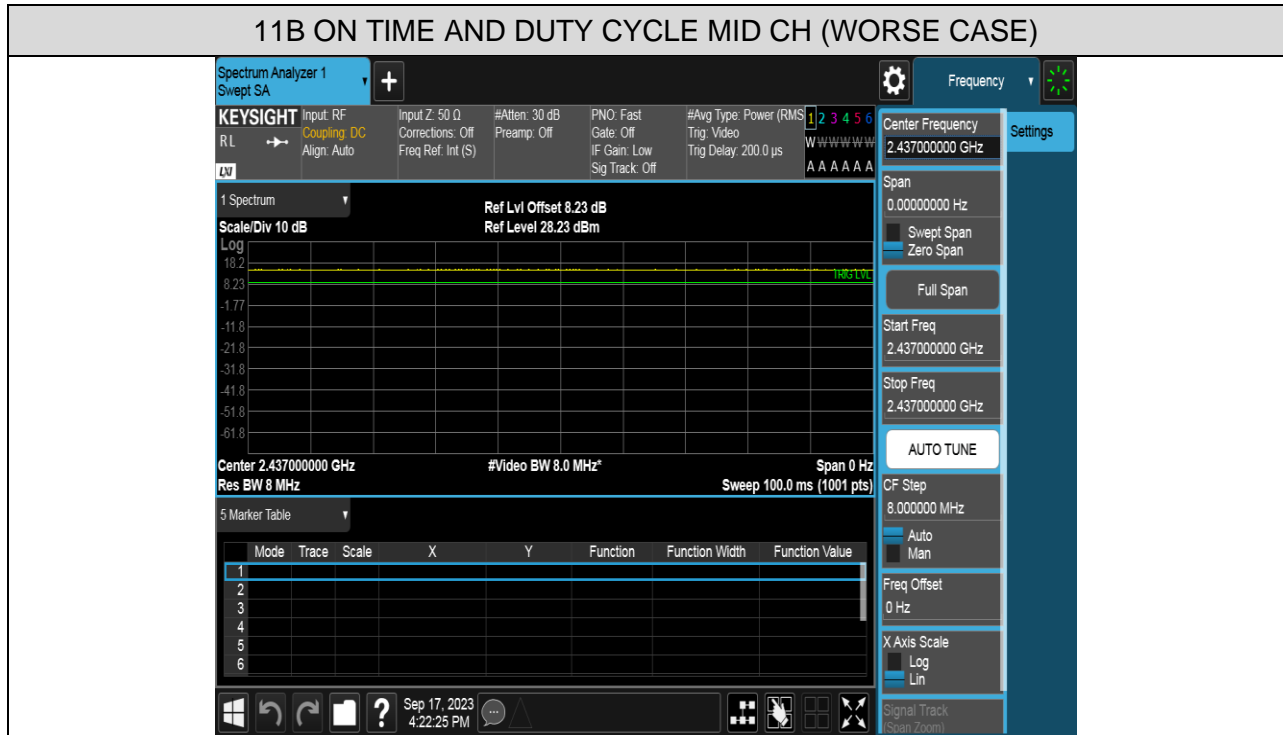 11B ON TIME AND DUTY CYCLE MID CH (WORSE CASE)
Spectrum Analyzer 1
Swept SA
Frequency
KEYSIGHT
RL
LXI
Input: RF
Coupling: DC
Align: Auto
Input Z: 50 Ω
Corrections: Off
Freq Ref: Int (S)
#Atten: 30 dB
Preamp: Off
PNO: Fast
Gate: Off
IF Gain: Low
Sig Track: Off
#Avg Type: Power (RMS
Trig: Video
Trig Delay: 200.0 µs
1 2 3 4 5 6
W W W W W W
A A A A A A
Center Frequency
2.437000000 GHz
Settings
1 Spectrum
Scale/Div 10 dB
Ref Lvl Offset 8.23 dB
Ref Level 28.23 dBm
Log
18.2
8.23
-1.77
-11.8
-21.8
-31.8
-41.8
-51.8
-61.8
TRIG LVL
Center 2.437000000 GHz
#Video BW 8.0 MHz*
Span 0 Hz
Res BW 8 MHz
Sweep 100.0 ms (1001 pts)
Span
0.00000000 Hz
Swept Span
Zero Span
Full Span
Start Freq
2.437000000 GHz
Stop Freq
2.437000000 GHz
AUTO TUNE
CF Step
8.000000 MHz
Auto
Man
Freq Offset
0 Hz
X Axis Scale
Log
Lin
Signal Track
(Span Zoom)
5 Marker Table
Mode Trace Scale X Y Function Function Width Function Value
1
2
3
4
5
6
?
Sep 17, 2023
4:22:25 PM